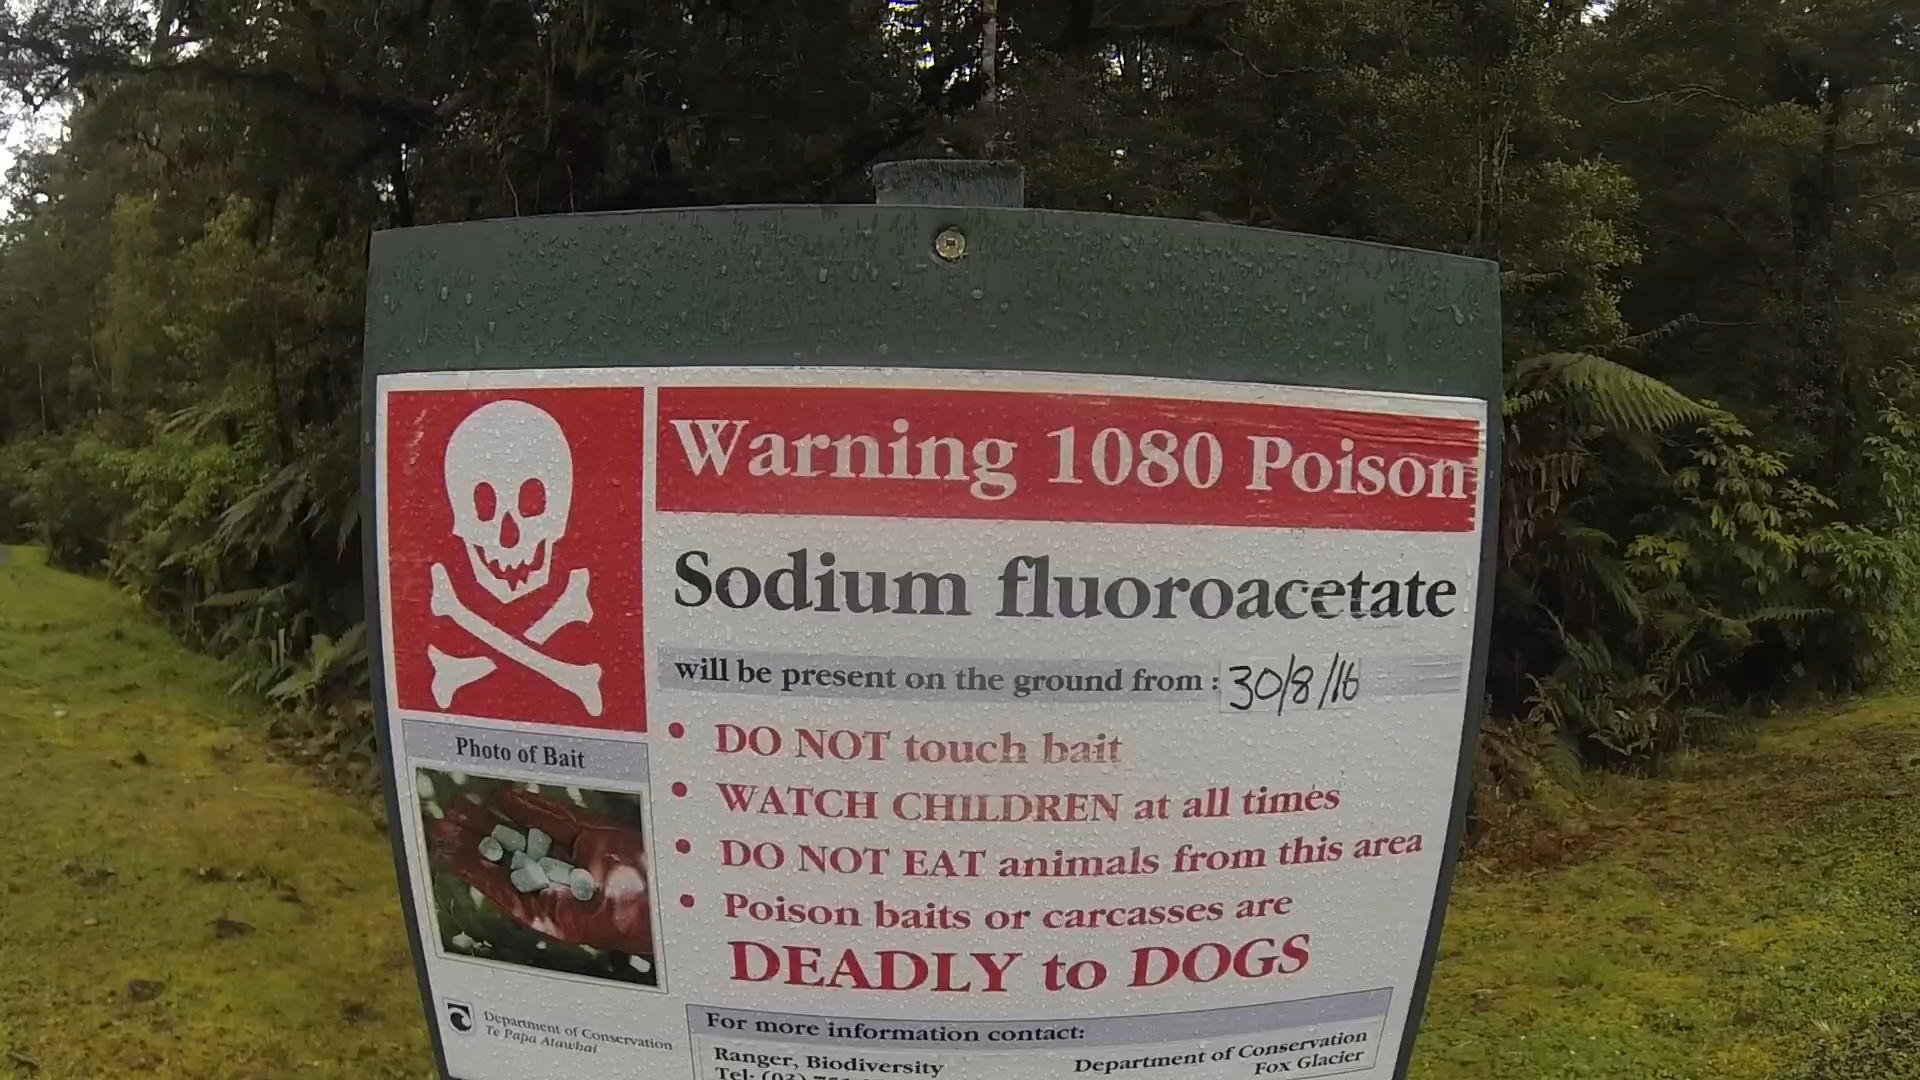 Warning 1080 Poison
Sodium fluoroacetate
will be present on the ground from : 30/8/16
• DO NOT touch bait
• WATCH CHILDREN at all times
• DO NOT EAT animals from this area
• Poison baits or carcasses are
DEADLY to DOGS
Photo of Bait
Department of Conservation
Te Papa Atawhai
For more information contact:
Ranger, Biodiversity
Tel: (03)
Department of Conservation
Fox Glacier